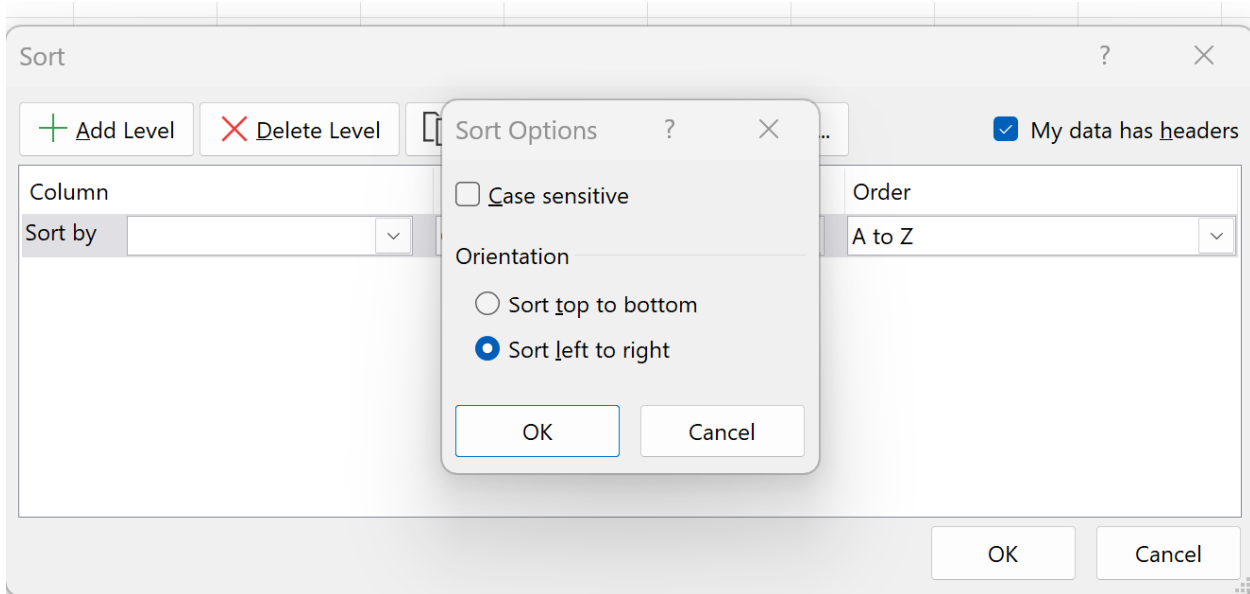 Sort ?
Add Level Delete Level ... My data has headers
Sort Options ?
Case sensitive
Column Order
Sort by A to Z
Orientation
Sort top to bottom
Sort left to right
OK Cancel
OK Cancel